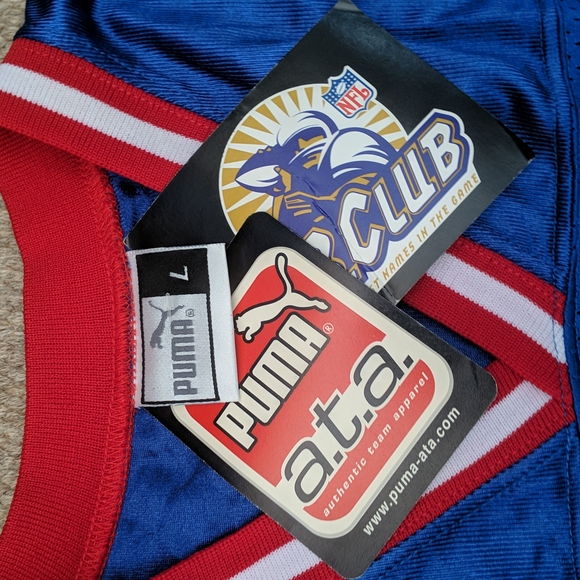 NFL
CLUB
NAMES IN THE GAME
L
PUMA
PUMA®
a.t.a.
authentic team apparel
www.puma-ata.com